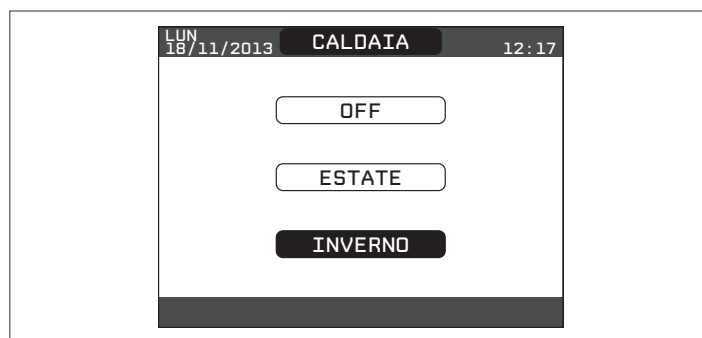 LUN
18/11/2013 CALDAIA 12:17
OFF
ESTATE
INVERNO